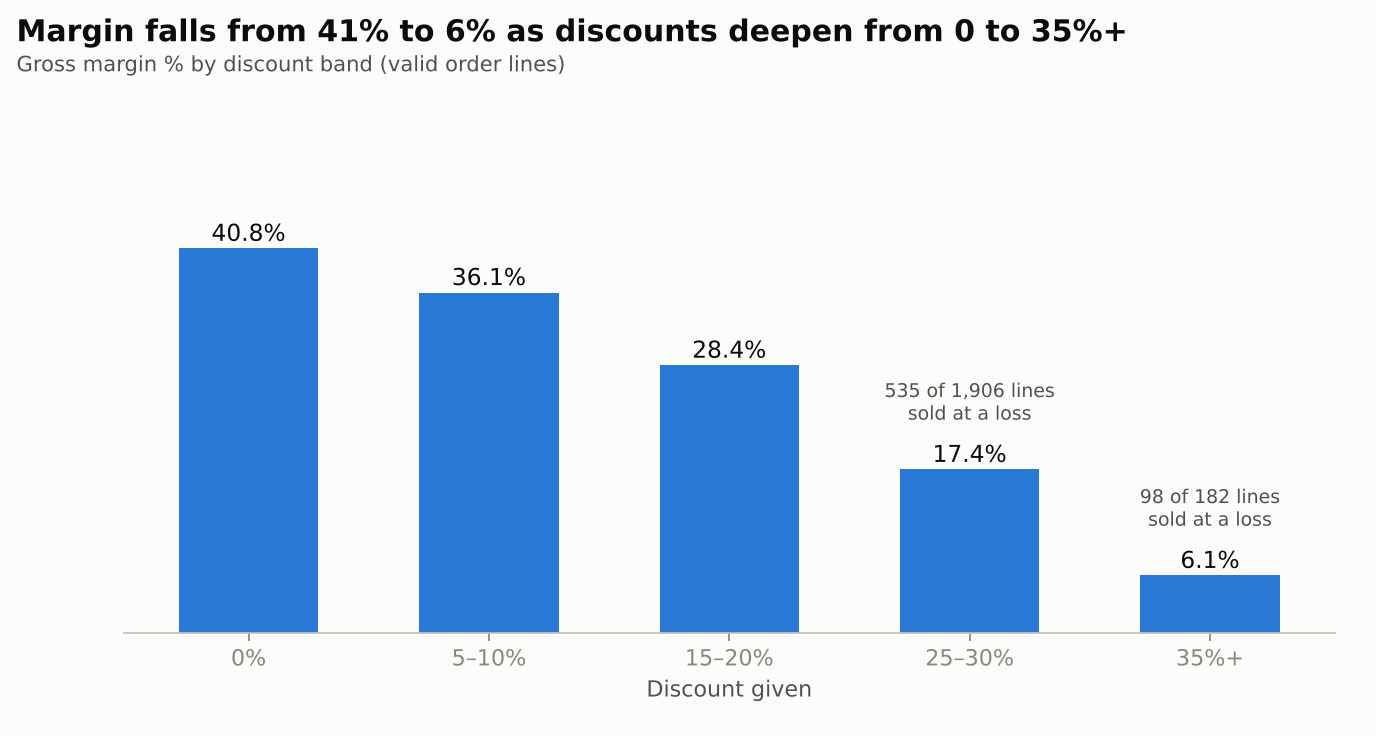 Margin falls from 41% to 6% as discounts deepen from 0 to 35%+
Gross margin % by discount band (valid order lines)
40.8%
36.1%
28.4%
535 of 1,906 lines
sold at a loss
17.4%
98 of 182 lines
sold at a loss
6.1%
0%
5–10%
15–20%
25–30%
35%+
Discount given